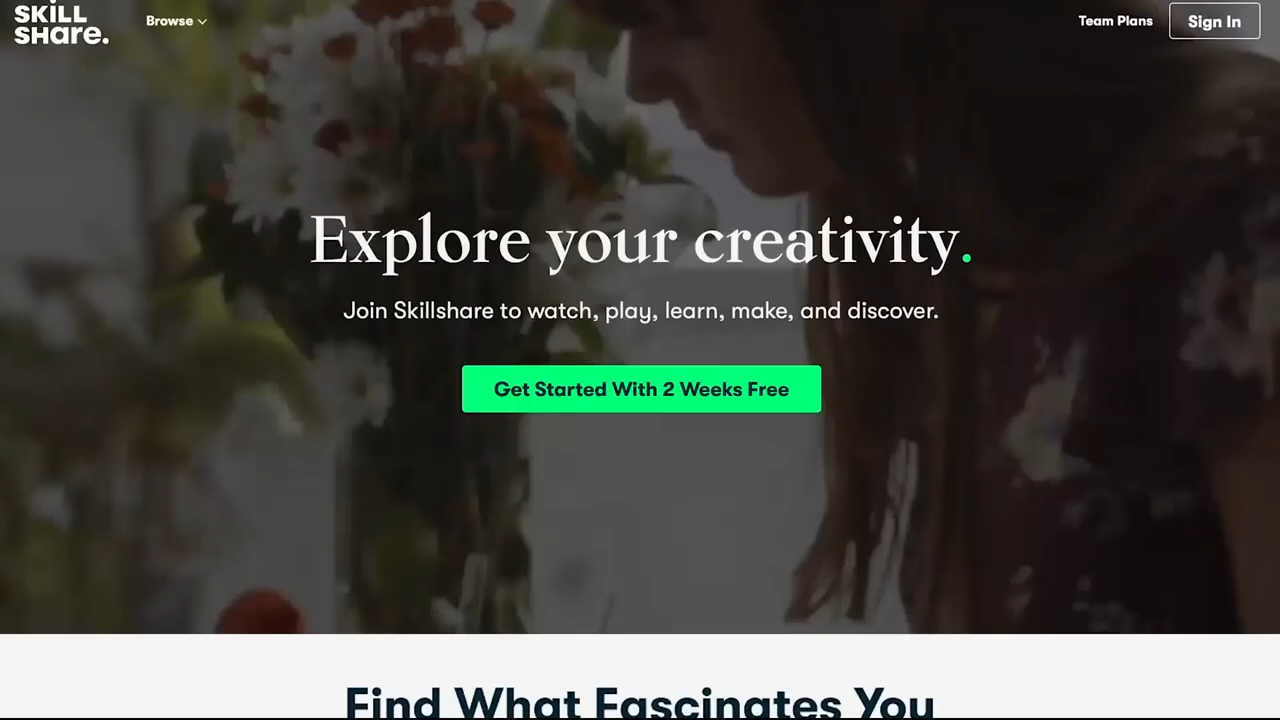 SKILL
SHare.
Browse
Team Plans
Sign In
Explore your creativity.
Join Skillshare to watch, play, learn, make, and discover.
Get Started With 2 Weeks Free
Find What Fascinates You